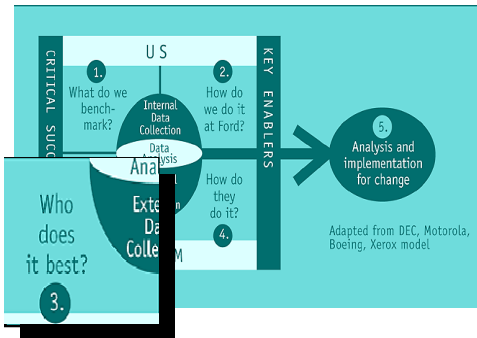 U S
CRITICAL SUCC
KEY ENABLERS
1.
What do we
bench-
mark?
2.
How do
we do it
at Ford?
Internal
Data
Collection
Data
Analysis
5.
Analysis and
implementation
for change
How do
they
do it?
4.
M
Adapted from DEC, Motorola,
Boeing, Xerox model
Ana
Exte
Da
Colle
Who
does
it best?
3.